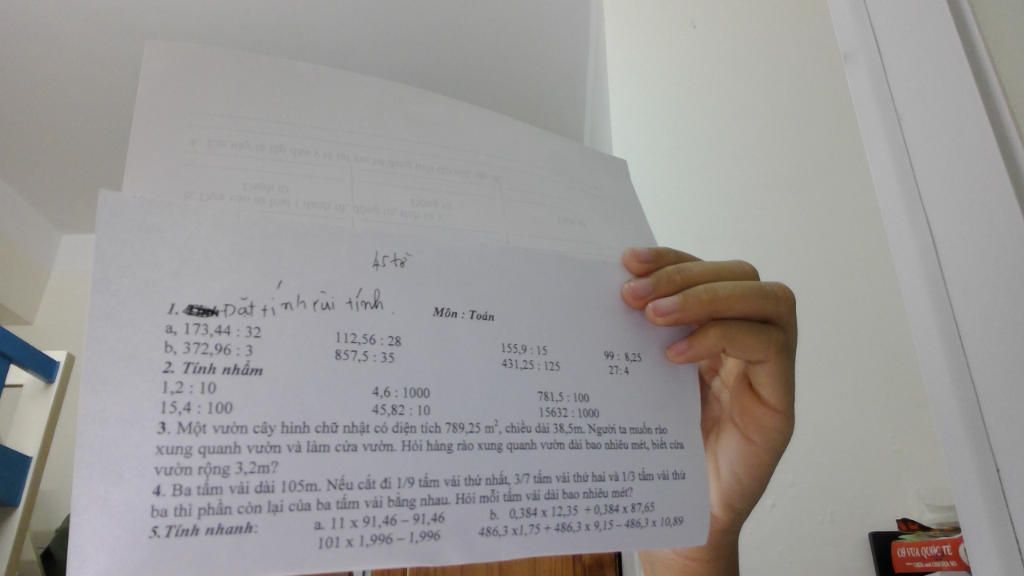 45 tờ
Môn : Toán
1. Đặt tính rùi tính.
a, 173,44 : 32 112,56 : 28 155,9 : 15 99 : 8,25
b, 372,96 : 3 857,5 : 35 431,25 : 125 27: 4
2. Tính nhẩm
1,2 : 10 4,6 : 1000 781,5 : 100
15,4 : 100 45,82 : 10 15632 : 1000
3. Một vườn cây hình chữ nhật có diện tích 789,25 m², chiều dài 38,5m. Người ta muốn rào
xung quanh vườn và làm cửa vườn. Hỏi hàng rào xung quanh vườn dài bao nhiêu mét, biết cửa
vườn rộng 3,2m?
4. Ba tấm vải dài 105m. Nếu cắt đi 1/9 tấm vải thứ nhất, 3/7 tấm vải thứ hai và 1/3 tấm vải thứ
ba thì phần còn lại của ba tấm vải bằng nhau. Hỏi mỗi tấm vải dài bao nhiêu mét?
5. Tính nhanh: a. 11 x 91,46 – 91,46 b. 0,384 x 12,35 + 0,384 x 87,65
101 x 1,996 – 1,996 486,3 x1,75 + 486,3 x 9,15 – 486,3 x 10,89
CỜ VUA QUỐC TẾ